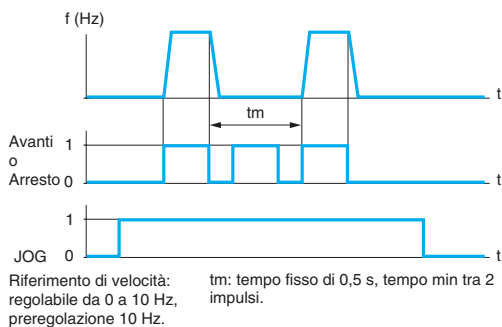 f (Hz)
t
tm
Avanti
o
Arresto
1
0
t
1
JOG 0
t
Riferimento di velocità:
regolabile da 0 a 10 Hz,
preregolazione 10 Hz.
tm: tempo fisso di 0,5 s, tempo min tra 2
impulsi.